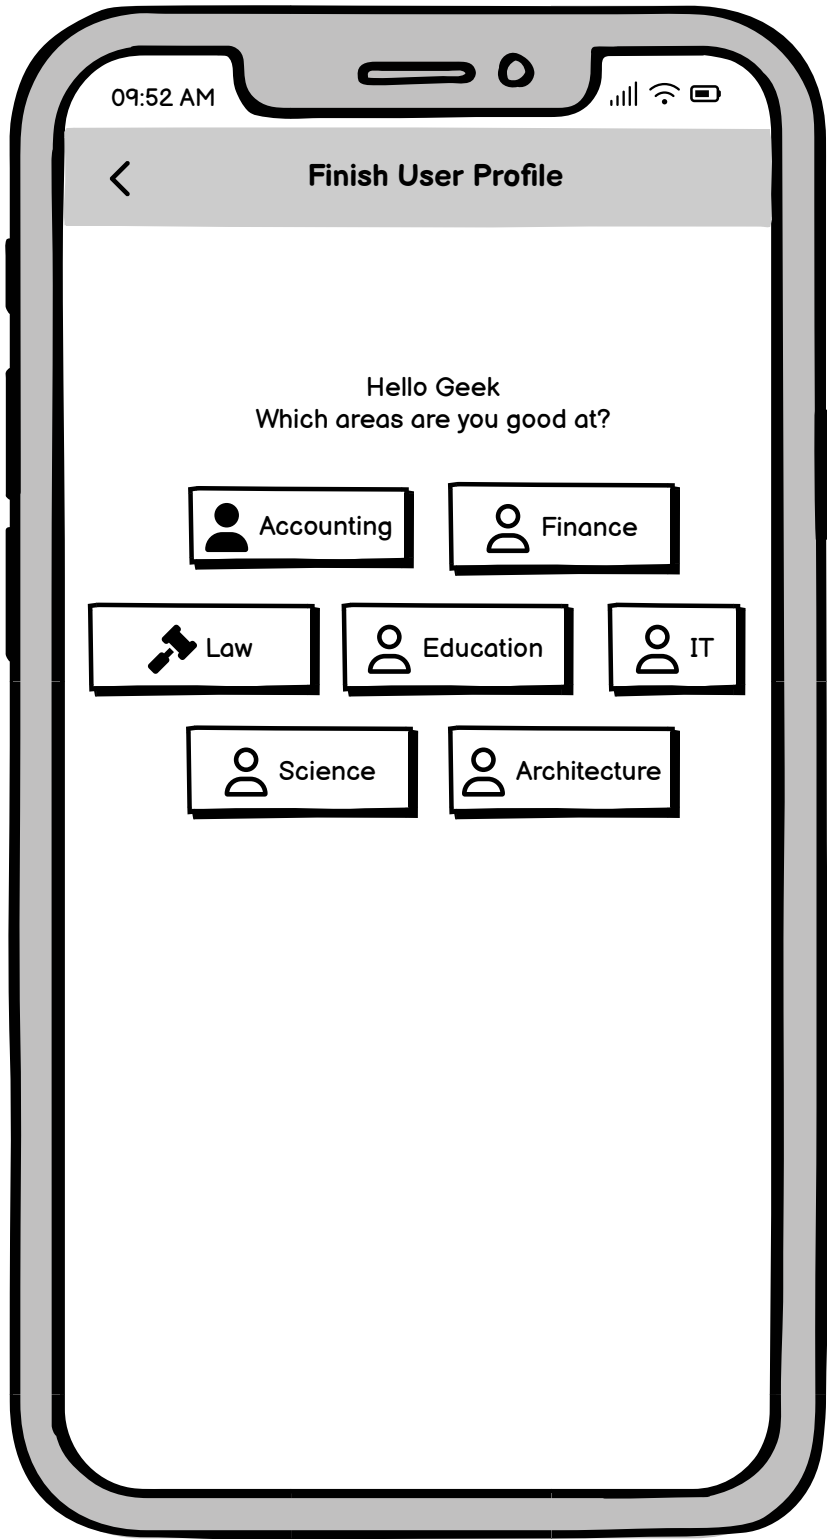 09:52 AM
Finish User Profile
Hello Geek
Which areas are you good at?
Accounting
Finance
Law
Education
IT
Science
Architecture